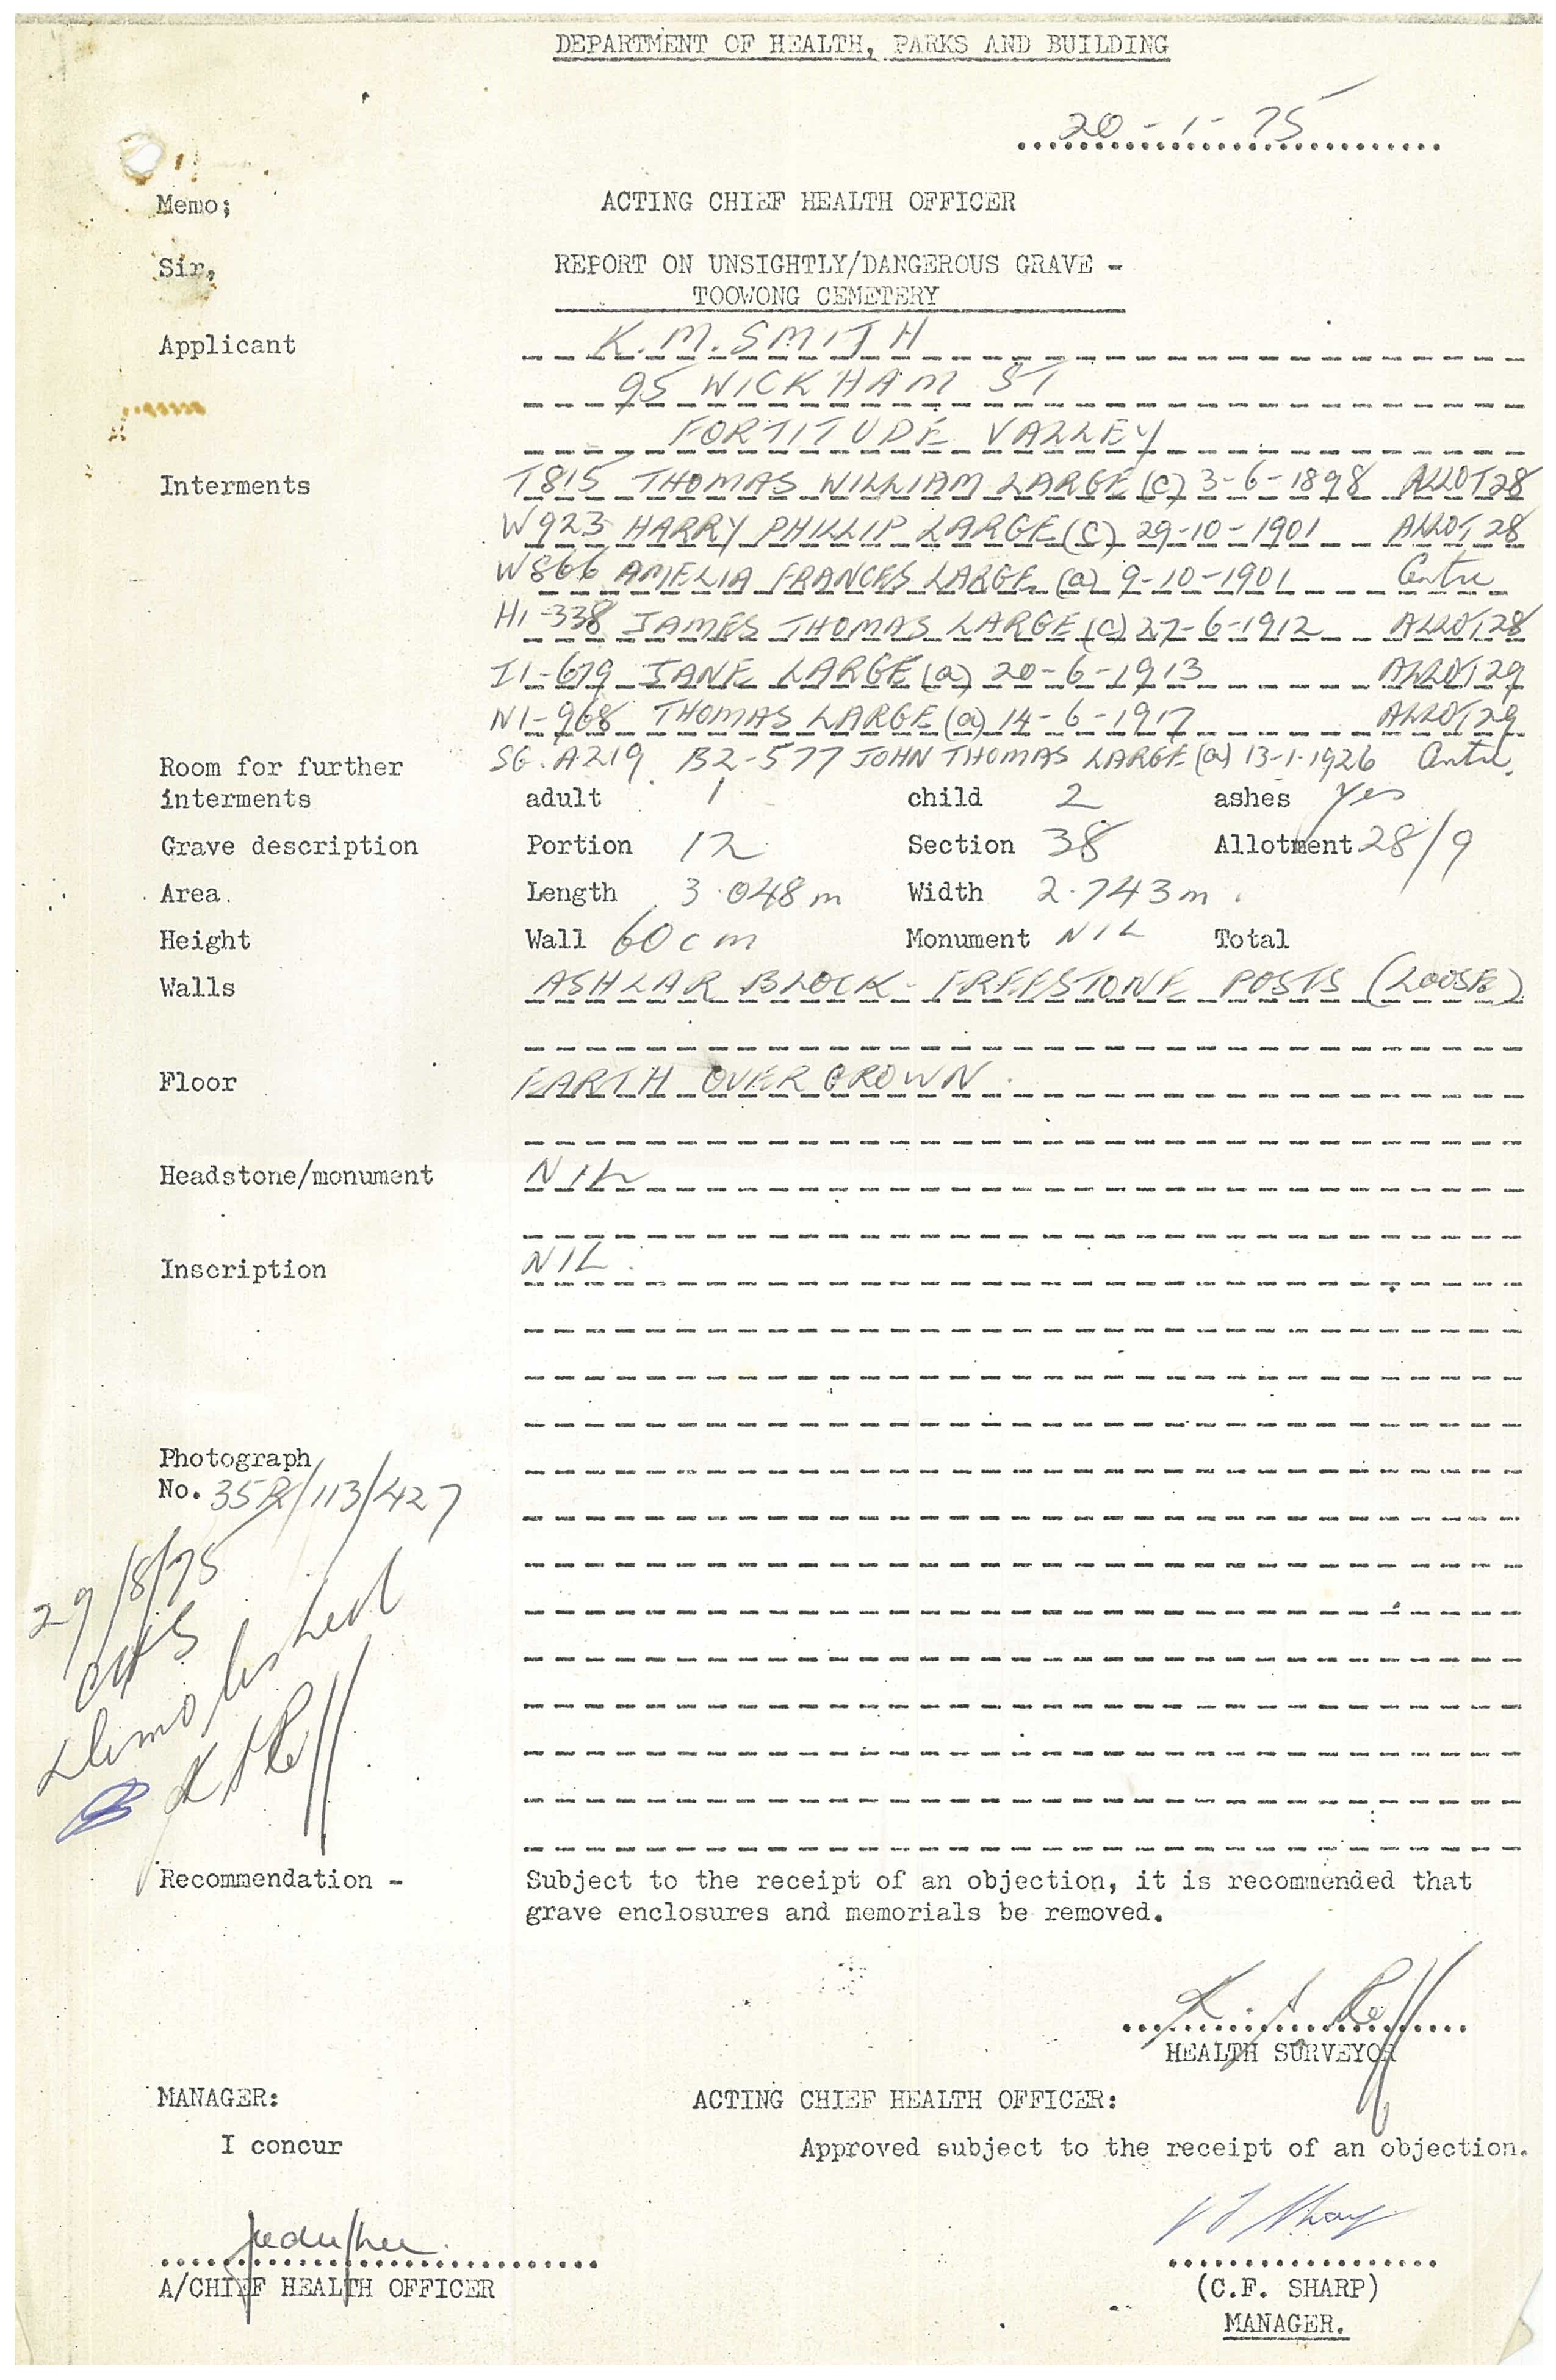 DEPARTMENT OF HEALTH, PARKS AND BUILDING
20-1-75
Memo; ACTING CHIEF HEALTH OFFICER
Sir, REPORT ON UNSIGHTLY/DANGEROUS GRAVE -
TOOWONG CEMETERY
Applicant K.M. SMITH
95 WICKHAM ST
FORTITUDE VALLEY
Interments T815 THOMAS WILLIAM LARGE (c) 3-6-1898 ALLOT 28
W923 HARRY PHILLIP LARGE (c) 29-10-1901 ALLOT 28
W866 AMELIA FRANCES LARGE (a) 9-10-1901 Centre
H1-338 JAMES THOMAS LARGE (c) 27-6-1912 ALLOT 28
I1-679 JANE LARGE (a) 20-6-1913 ALLOT 29
N1-968 THOMAS LARGE (a) 14-6-1917 ALLOT 29
SG. A219 B2-577 JOHN THOMAS LARGE (a) 13-1-1926 Centre.
Room for further
interments adult 1 child 2 ashes yes
Grave description Portion 12 Section 38 Allotment 28/9
Area. Length 3.048m Width 2.743m.
Height Wall 60cm Monument NIL Total
Walls ASHLAR BLOCK - FREESTONE POSTS (LOOSE)
Floor EARTH OVERGROWN.
Headstone/monument NIL
Inscription NIL.
Photograph
No. 35R/113/427
29/8/75
Demolished
Recommendation - Subject to the receipt of an objection, it is recommended that
grave enclosures and memorials be removed.
HEALTH SURVEYOR
MANAGER: ACTING CHIEF HEALTH OFFICER:
I concur Approved subject to the receipt of an objection.
A/CHIEF HEALTH OFFICER (C.F. SHARP)
MANAGER.